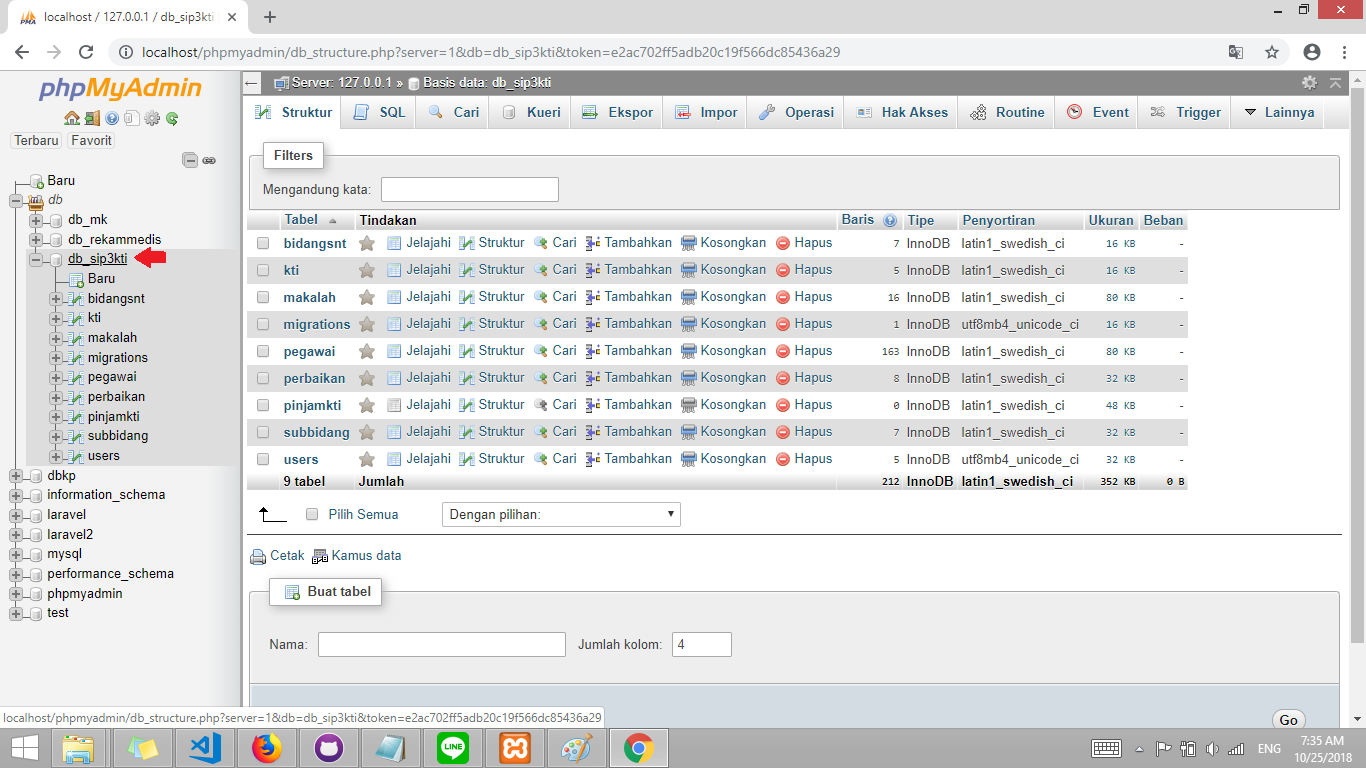 localhost / 127.0.0.1 / db_sip3kti
localhost/phpmyadmin/db_structure.php?server=1&db=db_sip3kti&token=e2ac702ff5adb20c19f566dc85436a29
phpMyAdmin
Terbaru Favorit
Baru
db
db_mk
db_rekammedis
db_sip3kti
Baru
bidangsnt
kti
makalah
migrations
pegawai
perbaikan
pinjamkti
subbidang
users
dbkp
information_schema
laravel
laravel2
mysql
performance_schema
phpmyadmin
test
Server: 127.0.0.1 » Basis data: db_sip3kti
Struktur SQL Cari Kueri Ekspor Impor Operasi Hak Akses Routine Event Trigger Lainnya
Filters
Mengandung kata:
Tabel Tindakan Baris Tipe Penyortiran Ukuran Beban
bidangsnt Jelajahi Struktur Cari Tambahkan Kosongkan Hapus 7 InnoDB latin1_swedish_ci 16 KB -
kti Jelajahi Struktur Cari Tambahkan Kosongkan Hapus 5 InnoDB latin1_swedish_ci 16 KB -
makalah Jelajahi Struktur Cari Tambahkan Kosongkan Hapus 16 InnoDB latin1_swedish_ci 80 KB -
migrations Jelajahi Struktur Cari Tambahkan Kosongkan Hapus 1 InnoDB utf8mb4_unicode_ci 16 KB -
pegawai Jelajahi Struktur Cari Tambahkan Kosongkan Hapus 163 InnoDB latin1_swedish_ci 80 KB -
perbaikan Jelajahi Struktur Cari Tambahkan Kosongkan Hapus 8 InnoDB latin1_swedish_ci 32 KB -
pinjamkti Jelajahi Struktur Cari Tambahkan Kosongkan Hapus 0 InnoDB latin1_swedish_ci 48 KB -
subbidang Jelajahi Struktur Cari Tambahkan Kosongkan Hapus 7 InnoDB latin1_swedish_ci 32 KB -
users Jelajahi Struktur Cari Tambahkan Kosongkan Hapus 5 InnoDB utf8mb4_unicode_ci 32 KB -
9 tabel Jumlah 212 InnoDB latin1_swedish_ci 352 KB 0 B
Pilih Semua Dengan pilihan:
Cetak Kamus data
Buat tabel
Nama: Jumlah kolom: 4
Go
localhost/phpmyadmin/db_structure.php?server=1&db=db_sip3kti&token=e2ac702ff5adb20c19f566dc85436a29
LINE
ENG
7:35 AM
10/25/2018